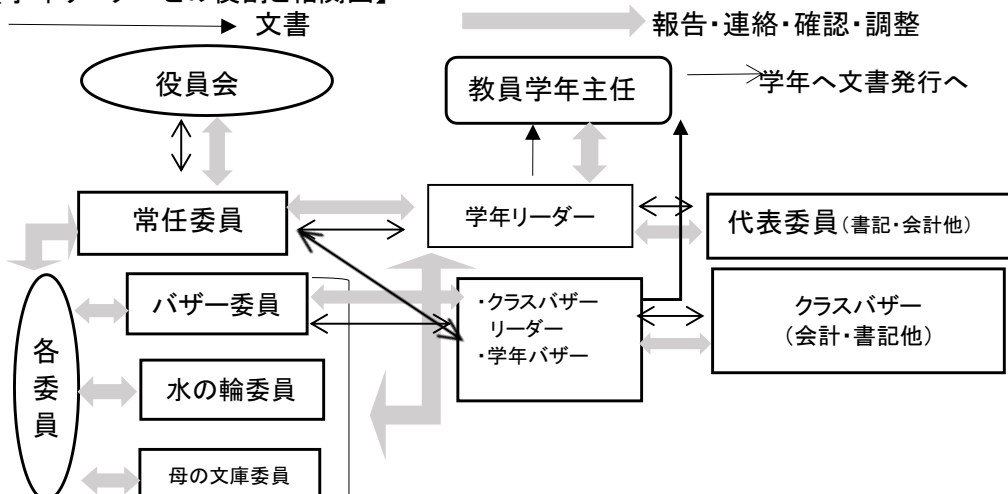 文書
報告・連絡・確認・調整
役員会
教員学年主任
学年へ文書発行へ
常任委員
学年リーダー
代表委員(書記・会計他)
バザー委員
・クラスバザー
リーダー
・学年バザー
クラスバザー
(会計・書記他)
各
委
員
水の輪委員
母の文庫委員